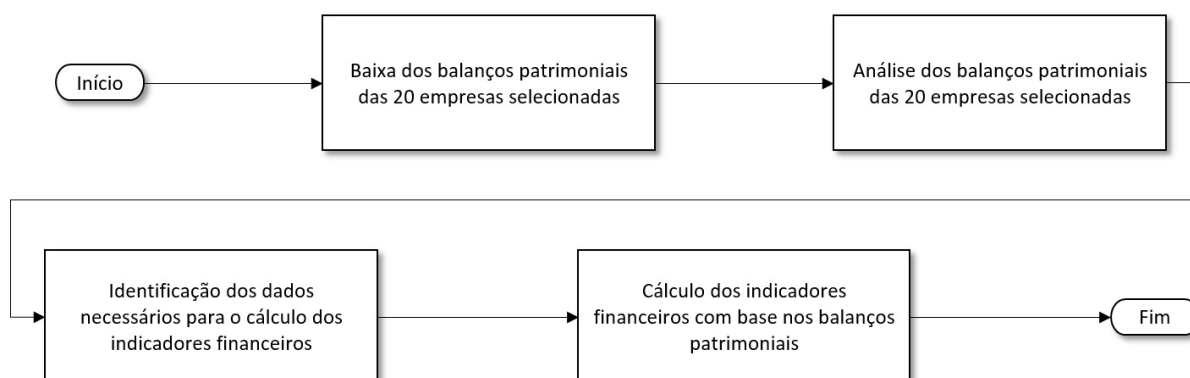 Início
Baixa dos balanços patrimoniais
das 20 empresas selecionadas
Análise dos balanços patrimoniais
das 20 empresas selecionadas
Identificação dos dados
necessários para o cálculo dos
indicadores financeiros
Cálculo dos indicadores
financeiros com base nos balanços
patrimoniais
Fim